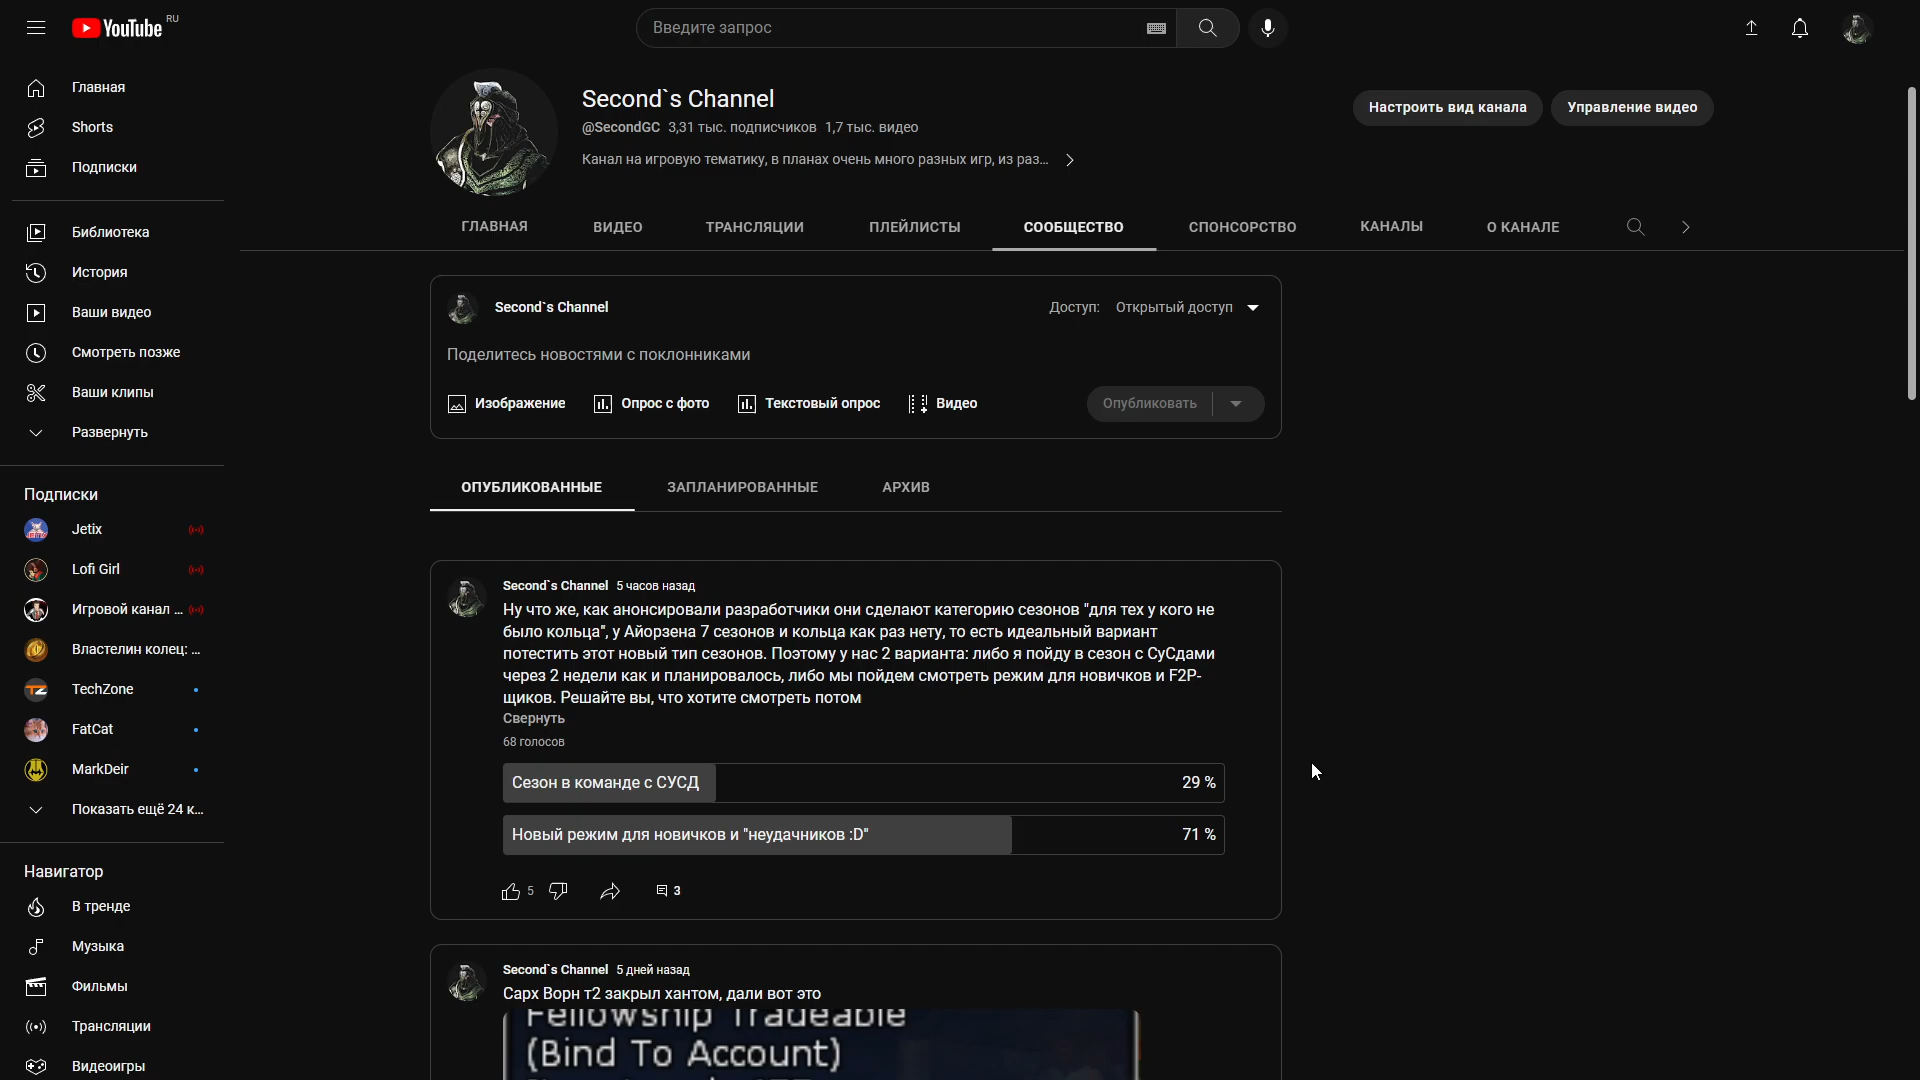 YouTube RU
Введите запрос
Главная
Shorts
Подписки
Библиотека
История
Ваши видео
Смотреть позже
Ваши клипы
Развернуть
Подписки
Jetix
Lofi Girl
Игровой канал ...
Властелин колец: ...
TechZone
FatCat
MarkDeir
Показать ещё 24 к...
Навигатор
В тренде
Музыка
Фильмы
Трансляции
Видеоигры
Second`s Channel
@SecondGC 3,31 тыс. подписчиков 1,7 тыс. видео
Канал на игровую тематику, в планах очень много разных игр, из раз...
Настроить вид канала
Управление видео
ГЛАВНАЯ
ВИДЕО
ТРАНСЛЯЦИИ
ПЛЕЙЛИСТЫ
СООБЩЕСТВО
СПОНСОРСТВО
КАНАЛЫ
О КАНАЛЕ
Second`s Channel
Доступ: Открытый доступ
Поделитесь новостями с поклонниками
Изображение
Опрос с фото
Текстовый опрос
Видео
Опубликовать
ОПУБЛИКОВАННЫЕ
ЗАПЛАНИРОВАННЫЕ
АРХИВ
Second`s Channel 5 часов назад
Ну что же, как анонсировали разработчики они сделают категорию сезонов "для тех у кого не
было кольца", у Айорзена 7 сезонов и кольца как раз нету, то есть идеальный вариант
потестить этот новый тип сезонов. Поэтому у нас 2 варианта: либо я пойду в сезон с СуСдами
через 2 недели как и планировалось, либо мы пойдем смотреть режим для новичков и F2P-
щиков. Решайте вы, что хотите смотреть потом
Свернуть
68 голосов
Сезон в команде с СУСД 29 %
Новый режим для новичков и "неудачников :D" 71 %
5
3
Second`s Channel 5 дней назад
Сарх Ворн т2 закрыл хантом, дали вот это
Fellowship Tradeable
(Bind To Account)